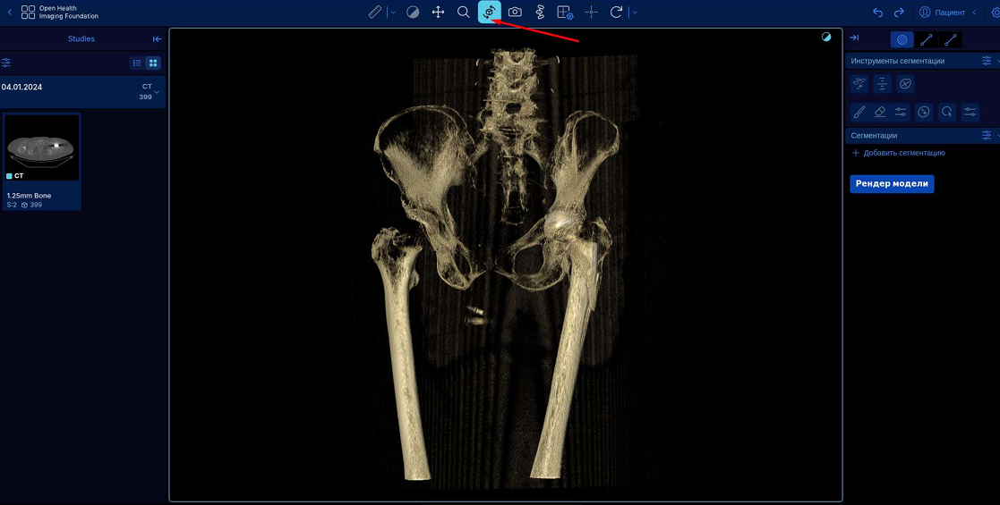 Open Health
Imaging Foundation
Пациент
Studies
04.01.2024
CT
399
CT
1.25mm Bone
S:2 399
Инструменты сегментации
Сегментации
Добавить сегментацию
Рендер модели